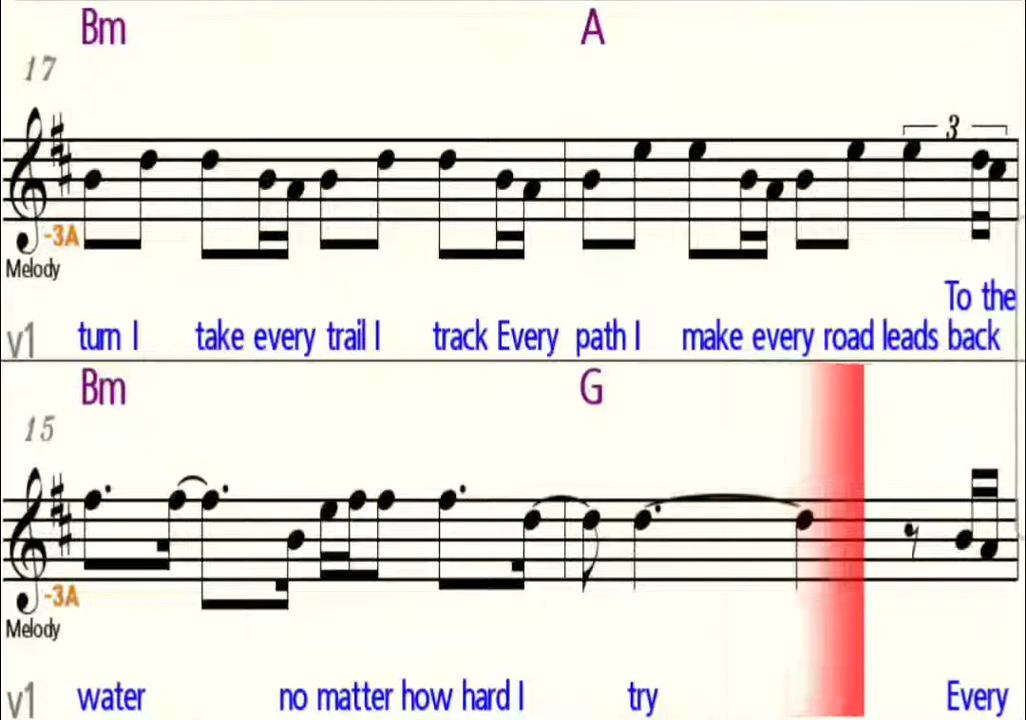 Bm A
17
3
-3A
Melody
To the
v1 turn I take every trail I track Every path I make every road leads back
Bm G
15
-3A
Melody
v1 water no matter how hard I try Every